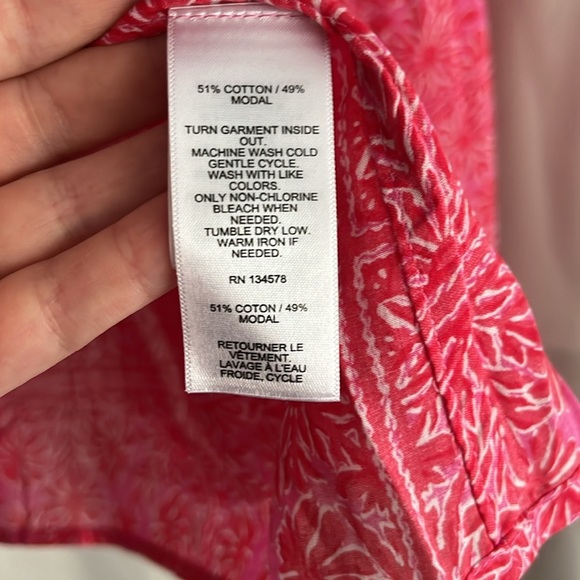 51% COTTON / 49%
MODAL
TURN GARMENT INSIDE
OUT.
MACHINE WASH COLD
GENTLE CYCLE.
WASH WITH LIKE
COLORS.
ONLY NON-CHLORINE
BLEACH WHEN
NEEDED.
TUMBLE DRY LOW.
WARM IRON IF
NEEDED.
RN 134578
51% COTON / 49%
MODAL
RETOURNER LE
VÊTEMENT.
LAVAGE À L'EAU
FROIDE, CYCLE